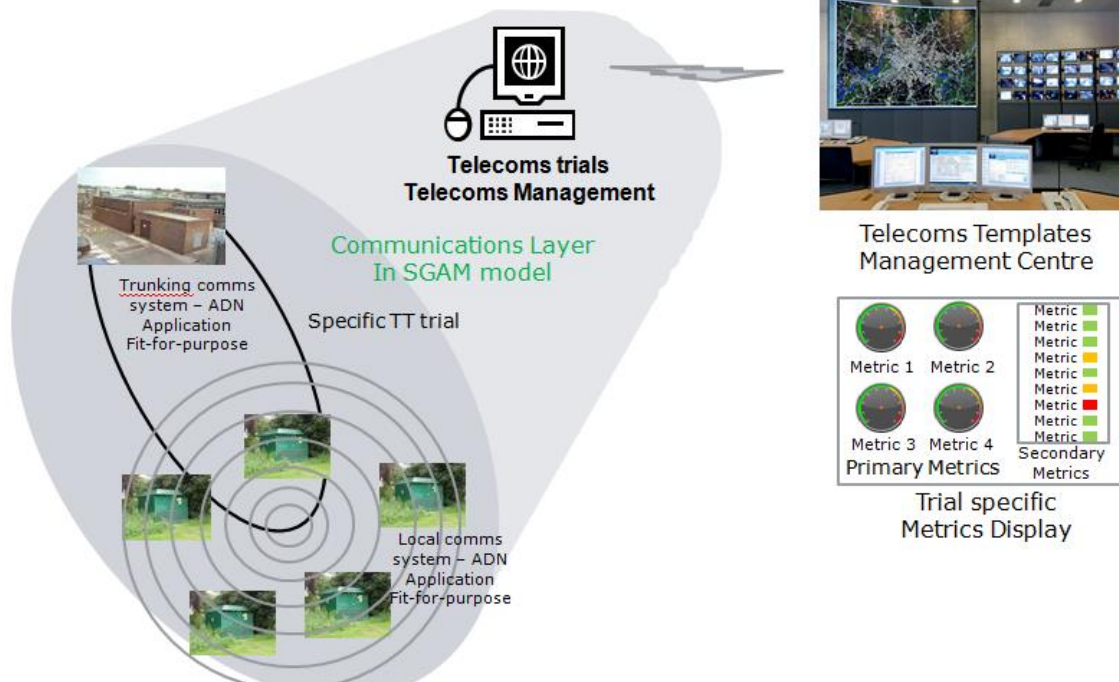 Telecoms trials
Telecoms Management
Communications Layer
In SGAM model
Trunking comms
system – ADN
Application
Fit-for-purpose
Specific TT trial
Local comms
system – ADN
Application
Fit-for-purpose
Telecoms Templates
Management Centre
Metric 1 Metric 2
Metric 3 Metric 4
Primary Metrics
Metric
Metric
Metric
Metric
Metric
Metric
Metric
Metric
Metric
Secondary
Metrics
Trial specific
Metrics Display